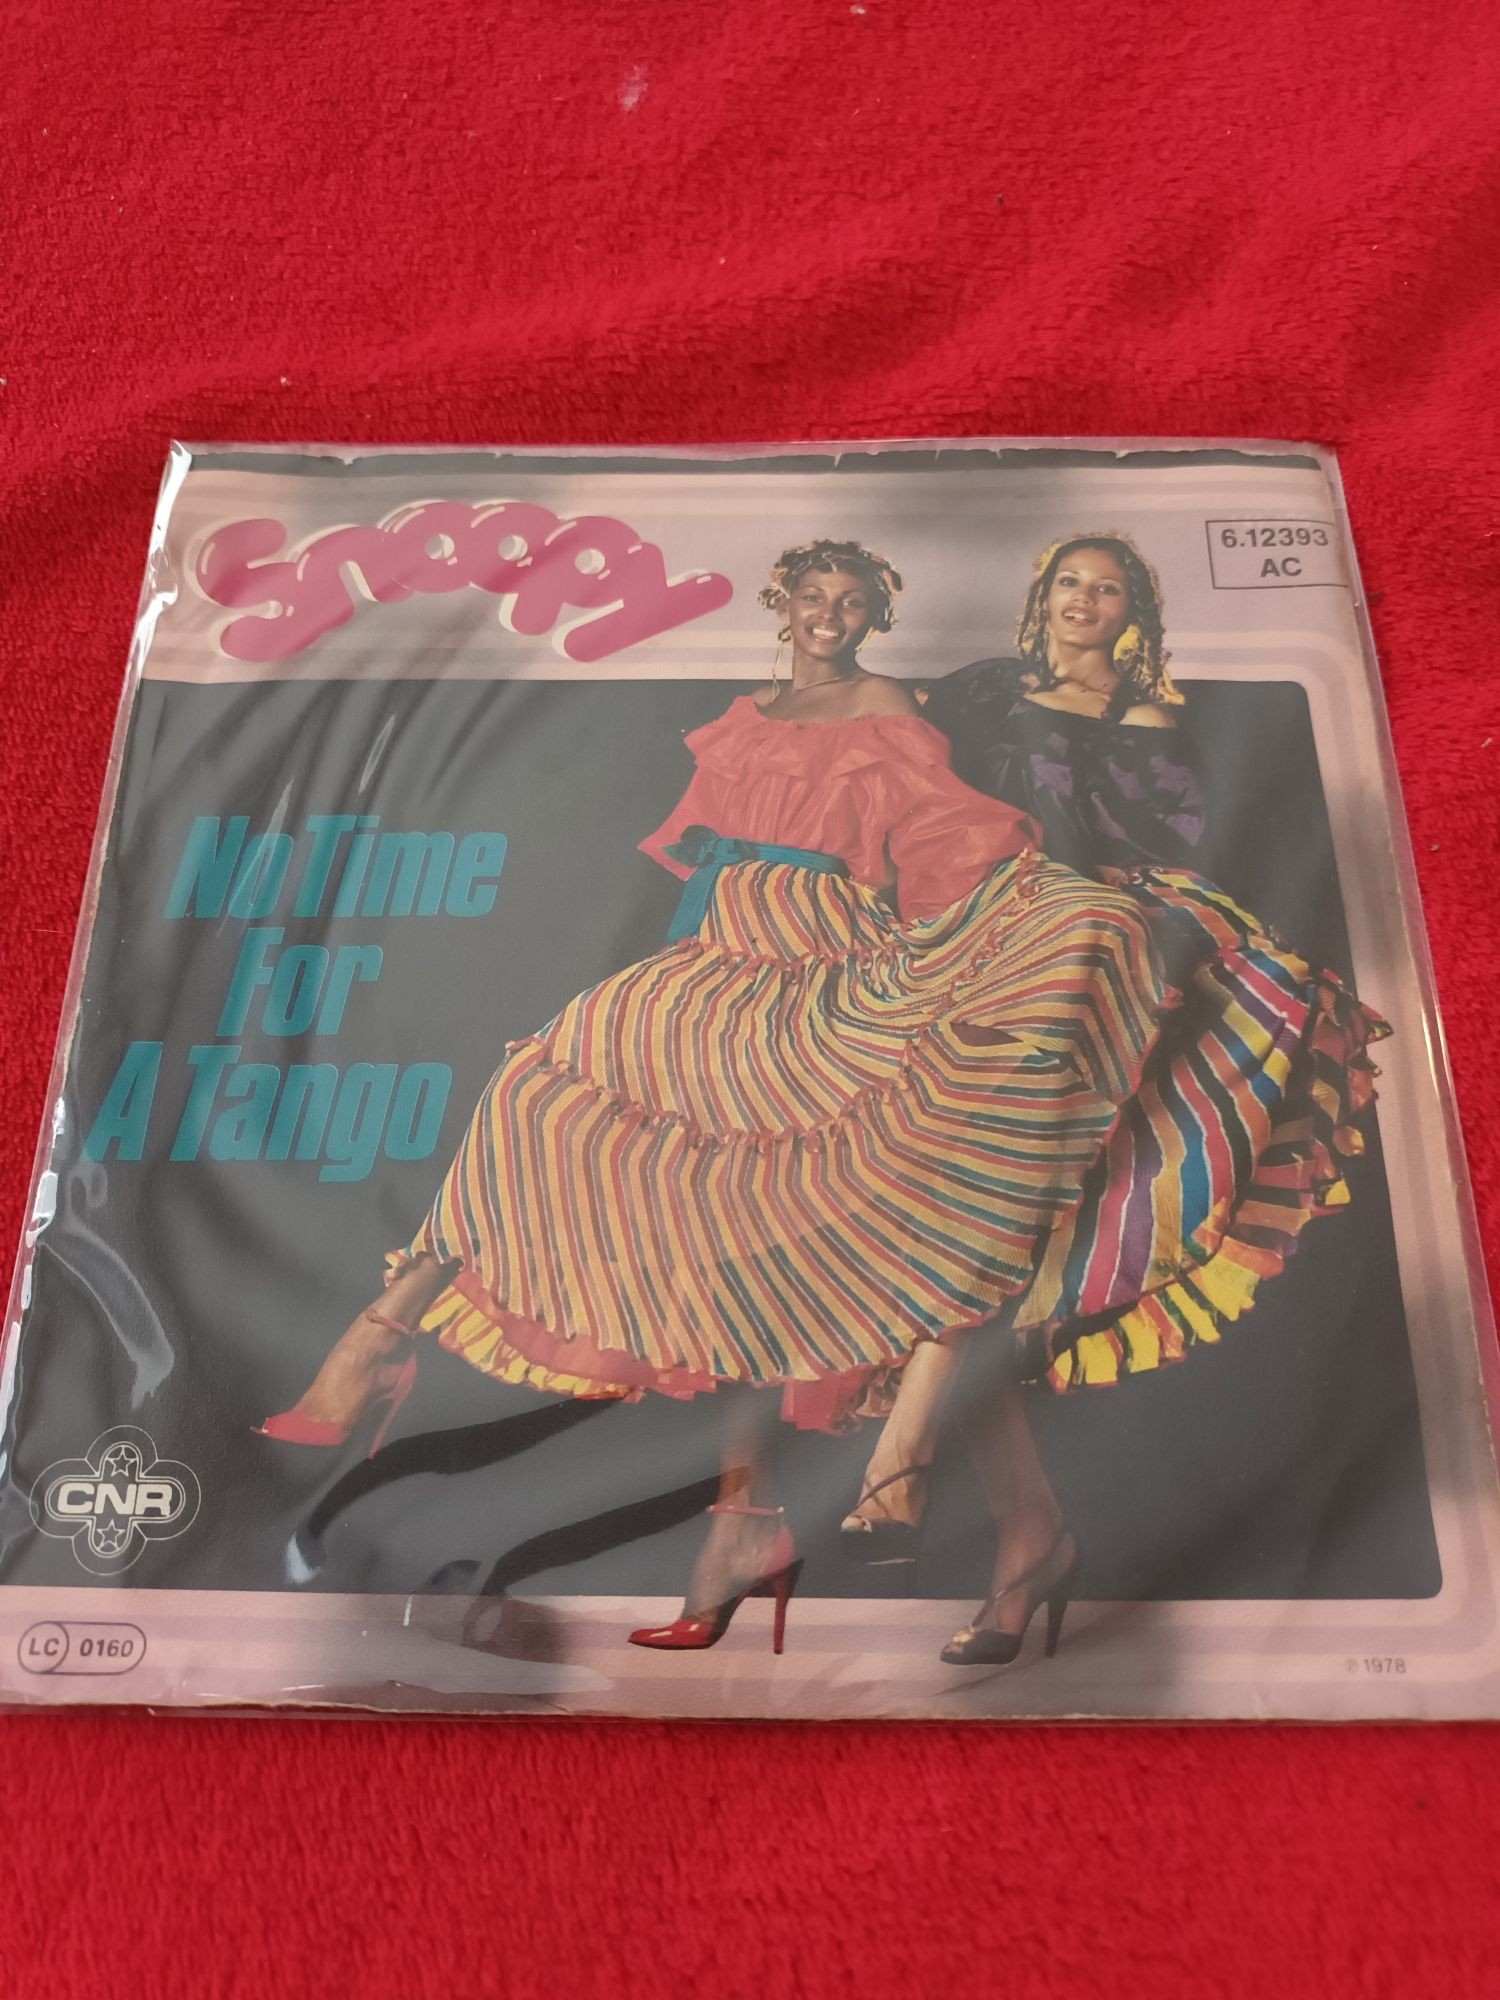 Snoopy
6.12393
AC
No Time
For
A Tango
CNR
LC 0160
℗ 1978